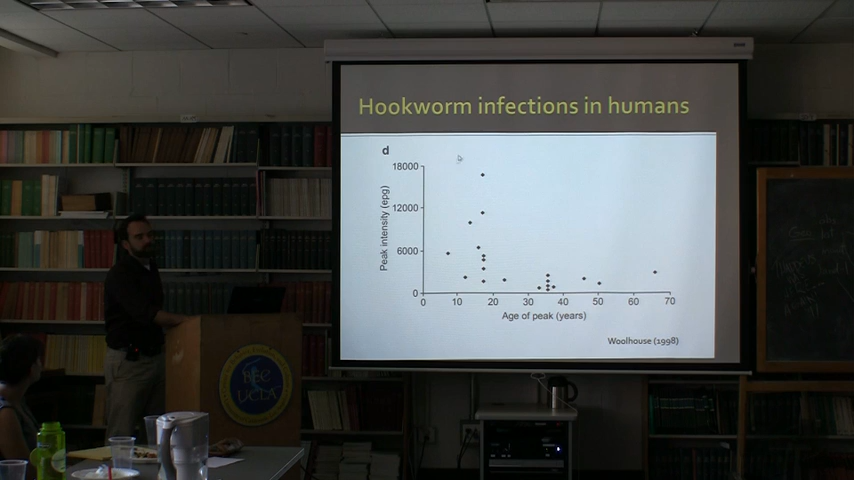 Hookworm infections in humans
d
18000
12000
6000
0
Peak intensity (epg)
0 10 20 30 40 50 60 70
Age of peak (years)
Woolhouse (1998)
BEC
UCLA